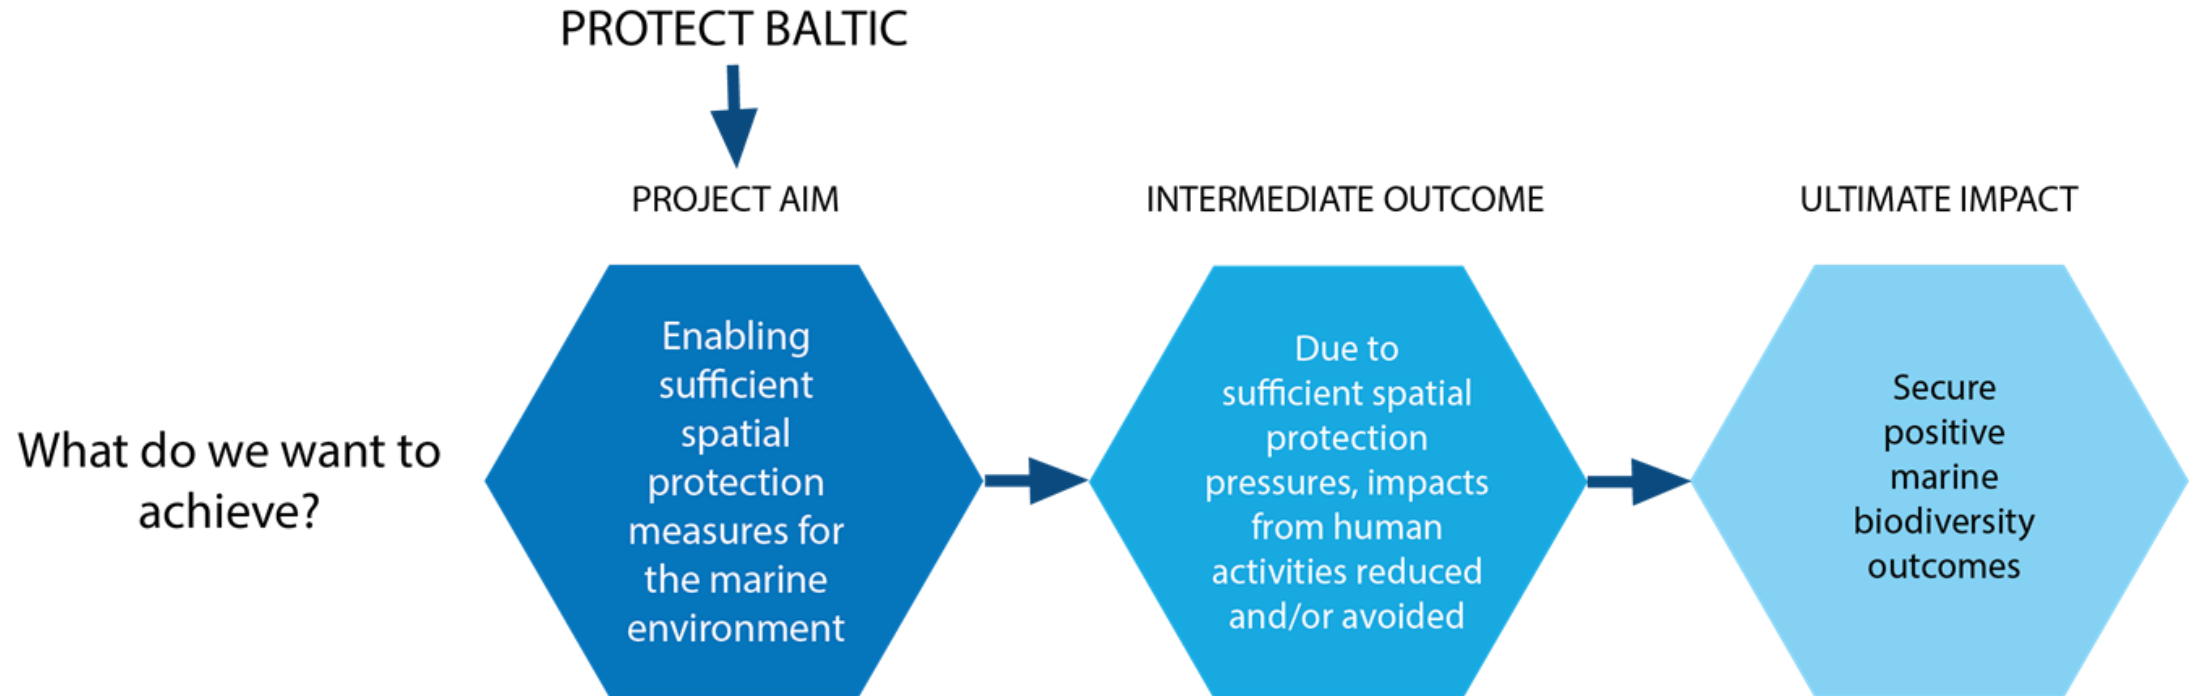 PROTECT BALTIC
PROJECT AIM
INTERMEDIATE OUTCOME
ULTIMATE IMPACT
What do we want to
achieve?
Enabling
sufficient
spatial
protection
measures for
the marine
environment
Due to
sufficient spatial
protection
pressures, impacts
from human
activities reduced
and/or avoided
Secure
positive
marine
biodiversity
outcomes